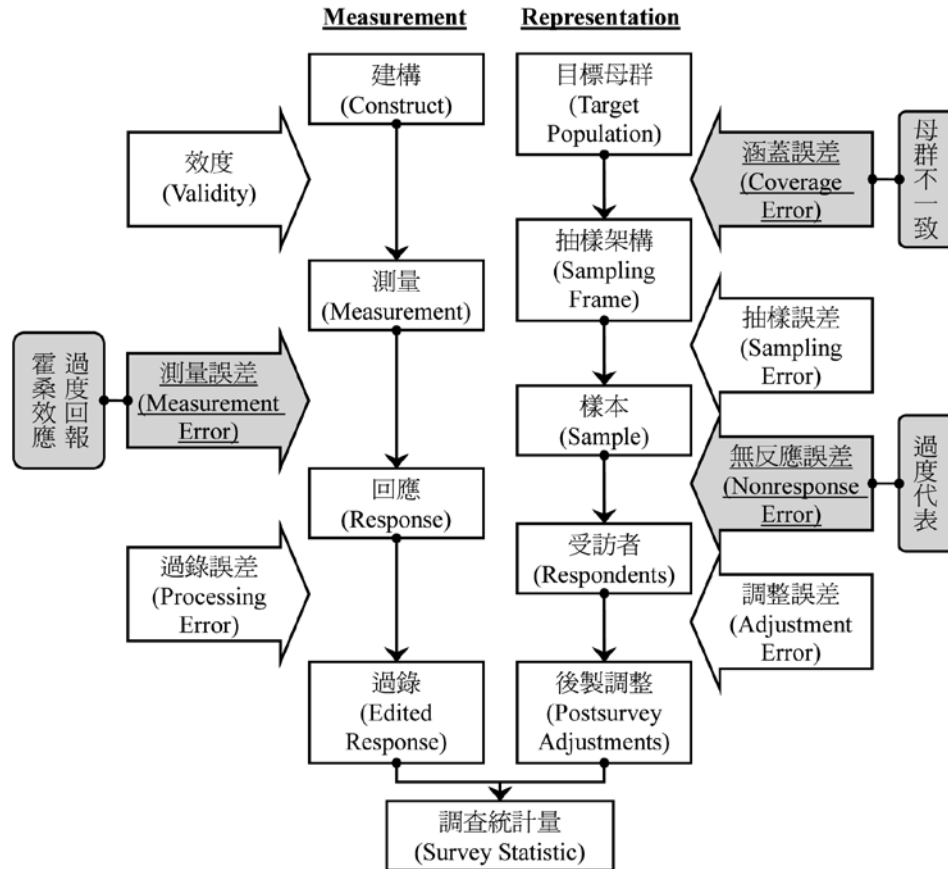 Measurement
Representation
建構
(Construct)
目標母群
(Target
Population)
效度
(Validity)
涵蓋誤差
(Coverage
Error)
母群不一致
測量
(Measurement)
抽樣架構
(Sampling
Frame)
抽樣誤差
(Sampling
Error)
過度回報
霍桑效應
測量誤差
(Measurement
Error)
樣本
(Sample)
無反應誤差
(Nonresponse
Error)
過度代表
回應
(Response)
受訪者
(Respondents)
過錄誤差
(Processing
Error)
調整誤差
(Adjustment
Error)
過錄
(Edited
Response)
後製調整
(Postsurvey
Adjustments)
調查統計量
(Survey Statistic)